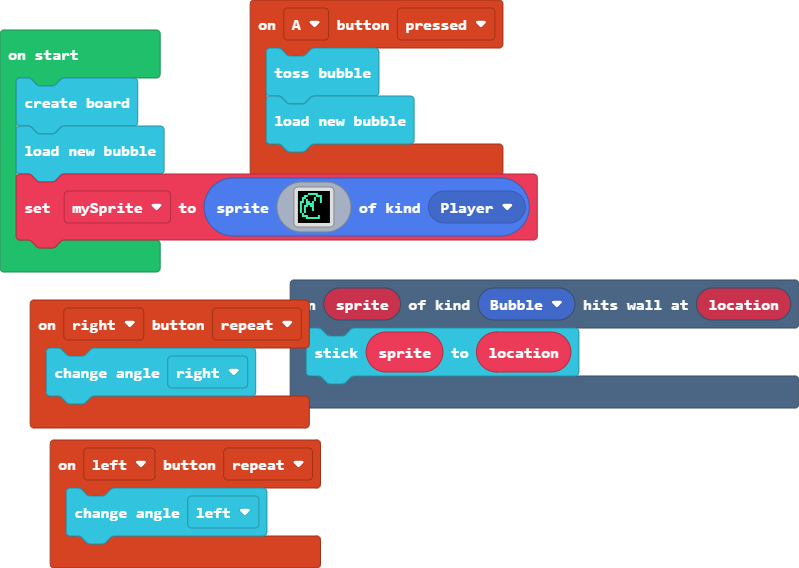 on start
create board
load new bubble
set mySprite to sprite of kind Player
on A button pressed
toss bubble
load new bubble
sprite of kind Bubble hits wall at location
stick sprite to location
on right button repeat
change angle right
on left button repeat
change angle left